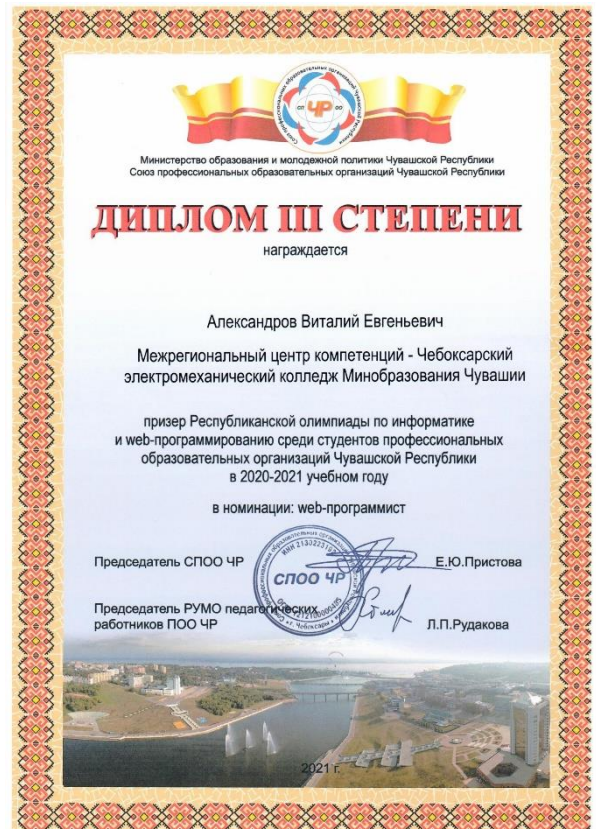 ЧР
Министерство образования и молодежной политики Чувашской Республики
Союз профессиональных образовательных организаций Чувашской Республики
ДИПЛОМ III СТЕПЕНИ
награждается
Александров Виталий Евгеньевич
Межрегиональный центр компетенций - Чебоксарский
электромеханический колледж Минобразования Чувашии
призер Республиканской олимпиады по информатике
и web-программированию среди студентов профессиональных
образовательных организаций Чувашской Республики
в 2020-2021 учебном году
в номинации: web-программист
Председатель СПОО ЧР Е.Ю.Пристова
СПОО ЧР
Председатель РУМО педагогических
работников ПОО ЧР Л.П.Рудакова
2021 г.